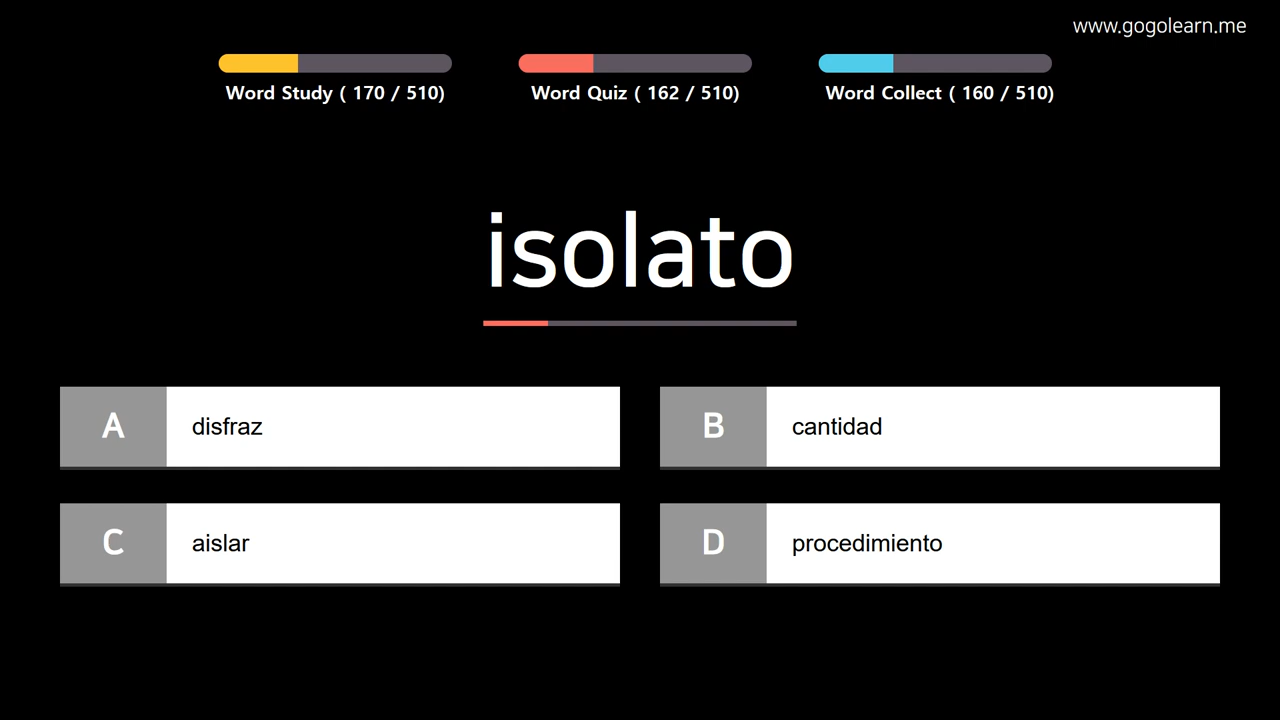 www.gogolearn.me
Word Study ( 170 / 510)
Word Quiz ( 162 / 510)
Word Collect ( 160 / 510)
isolato
A disfraz
B cantidad
C aislar
D procedimiento